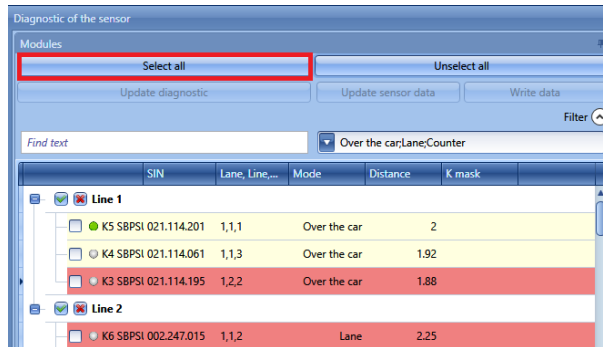 Diagnostic of the sensor
Modules
Select all Unselect all
Update diagnostic Update sensor data Write data
Filter
Find text Over the car;Lane;Counter
SIN Lane, Line,... Mode Distance K mask
Line 1
K5 SBPSI 021.114.201 1,1,1 Over the car 2
K4 SBPSI 021.114.061 1,1,3 Over the car 1.92
K3 SBPSI 021.114.195 1,2,2 Over the car 1.88
Line 2
K6 SBPSI 002.247.015 1,1,2 Lane 2.25